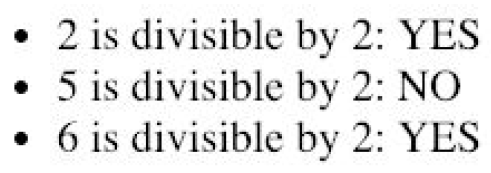 • 2 is divisible by 2: YES
• 5 is divisible by 2: NO
• 6 is divisible by 2: YES